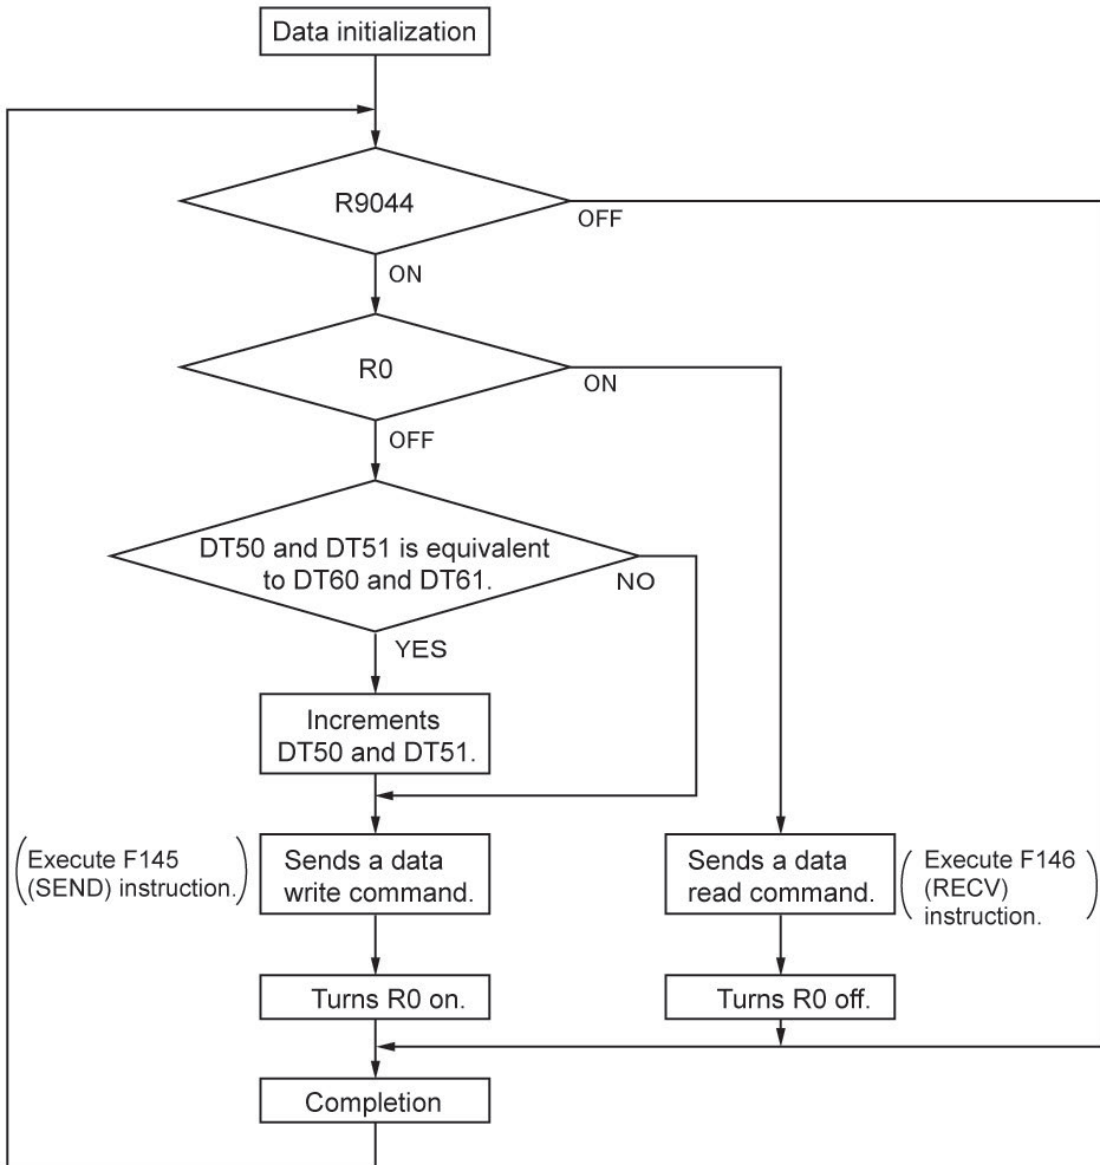 Data initialization
R9044
OFF
ON
R0
ON
OFF
DT50 and DT51 is equivalent
to DT60 and DT61.
NO
YES
Increments
DT50 and DT51.
Execute F145
(SEND) instruction.
Sends a data
write command.
Sends a data
read command.
Execute F146
(RECV)
instruction.
Turns R0 on.
Turns R0 off.
Completion